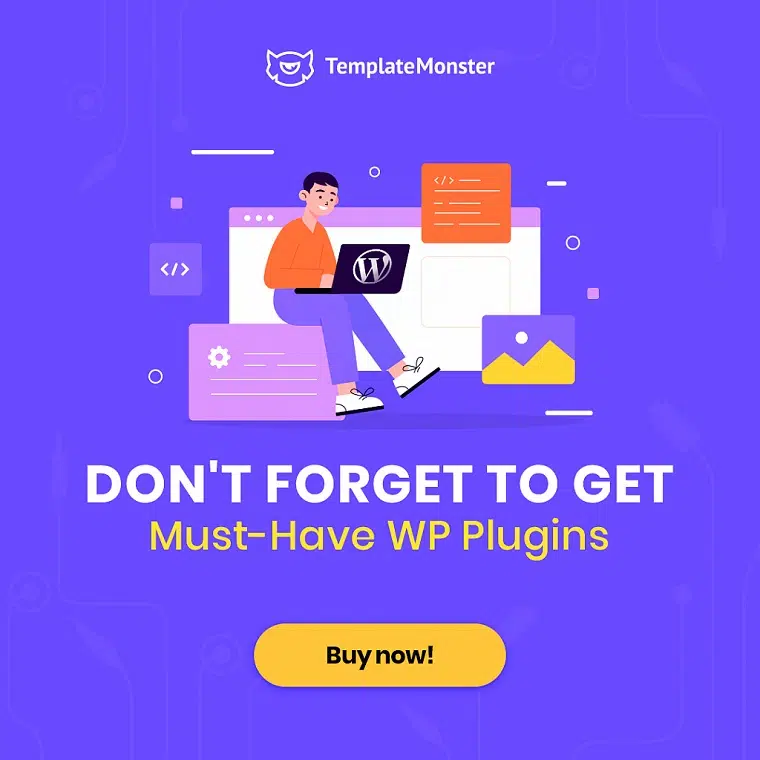 TemplateMonster
</>
</>
W
DON'T FORGET TO GET
Must-Have WP Plugins
Buy now!